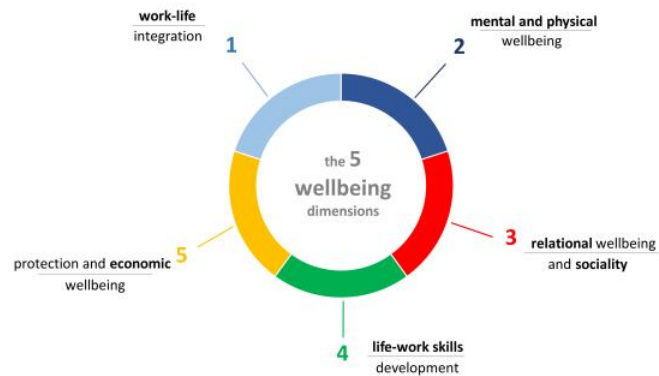 work-life
integration
1
mental and physical
wellbeing
2
the 5
wellbeing
dimensions
3
relational wellbeing
and sociality
protection and economic
wellbeing
5
4
life-work skills
development